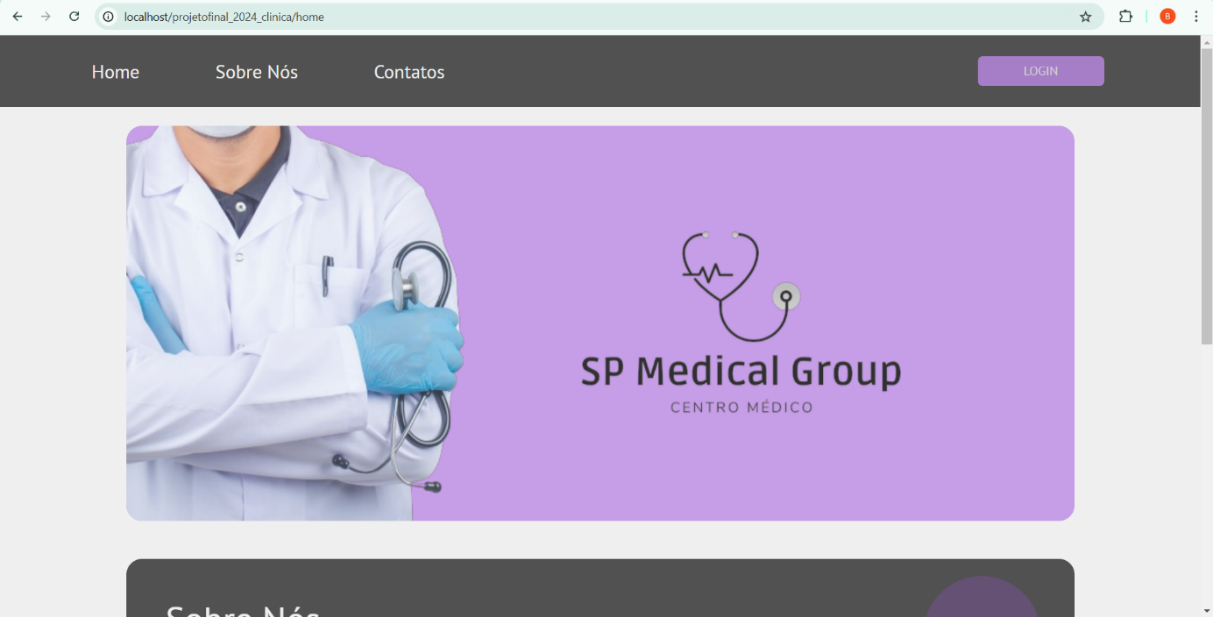 localhost/projetofinal_2024_clinica/home
B
Home Sobre Nós Contatos LOGIN
SP Medical Group
CENTRO MÉDICO
Sobre Nós